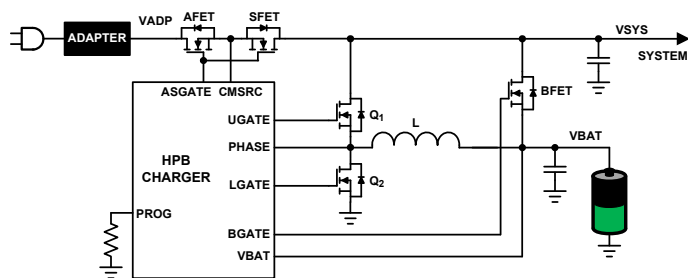 VADP
AFET
SFET
VSYS
ADAPTER
SYSTEM
ASGATE
CMSRC
BFET
UGATE
Q1
L
PHASE
VBAT
HPB
CHARGER
LGATE
Q2
PROG
BGATE
VBAT